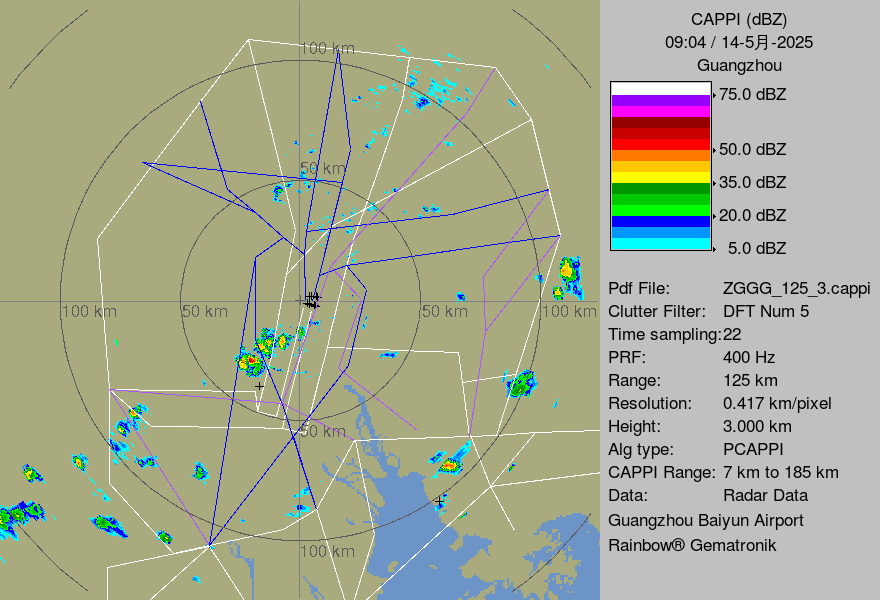 CAPPI (dBZ)
09:04 / 14-5月-2025
Guangzhou
75.0 dBZ
50.0 dBZ
35.0 dBZ
20.0 dBZ
5.0 dBZ
Pdf File: ZGGG_125_3.cappi
Clutter Filter: DFT Num 5
Time sampling:22
PRF: 400 Hz
Range: 125 km
Resolution: 0.417 km/pixel
Height: 3.000 km
Alg type: PCAPPI
CAPPI Range: 7 km to 185 km
Data: Radar Data
Guangzhou Baiyun Airport
Rainbow® Gematronik
100 km
50 km
100 km
50 km
50 km
100 km
50 km
100 km